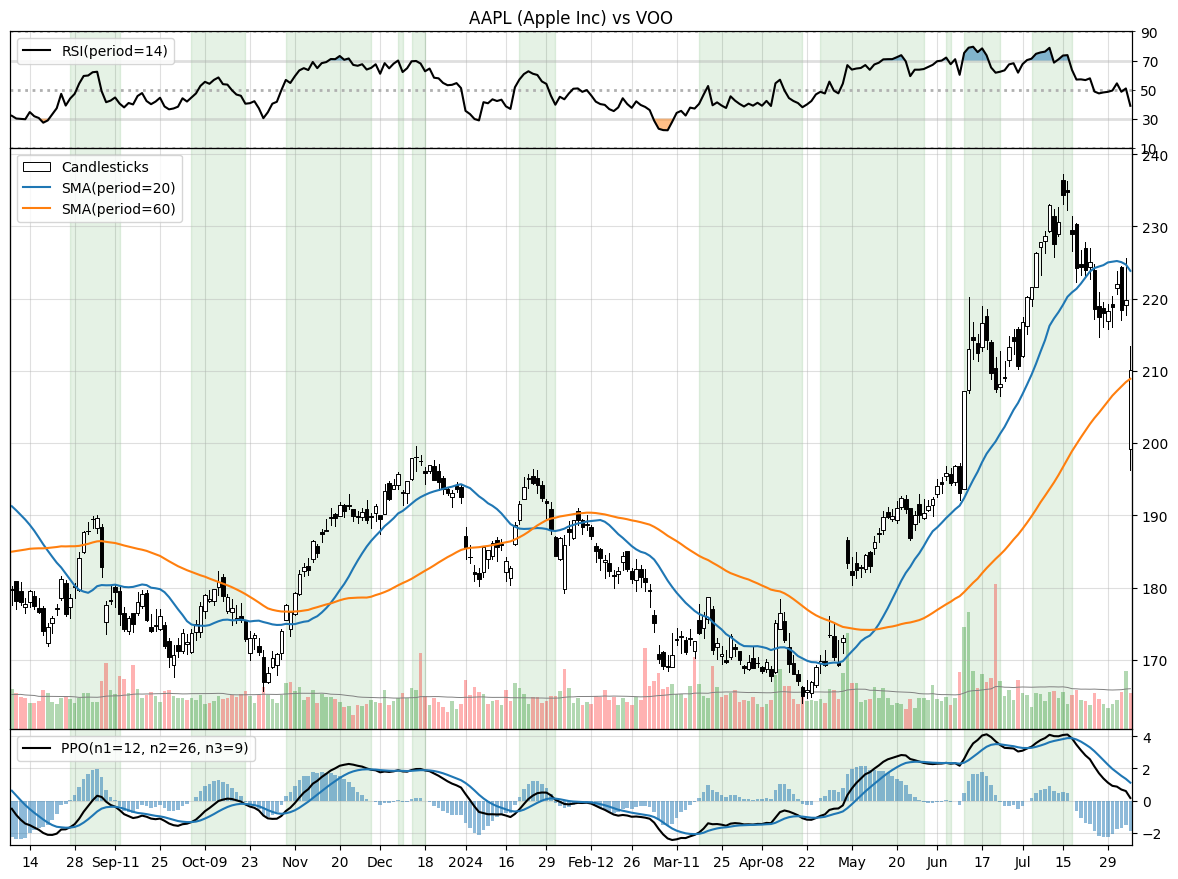 AAPL (Apple Inc) vs VOO
RSI(period=14)
90
70
50
30
10
Candlesticks
SMA(period=20)
SMA(period=60)
240
230
220
210
200
190
180
170
PPO(n1=12, n2=26, n3=9)
4
2
0
−2
14 28 Sep-11 25 Oct-09 23 Nov 20 Dec 18 2024 16 29 Feb-12 26 Mar-11 25 Apr-08 22 May 20 Jun 17 Jul 15 29